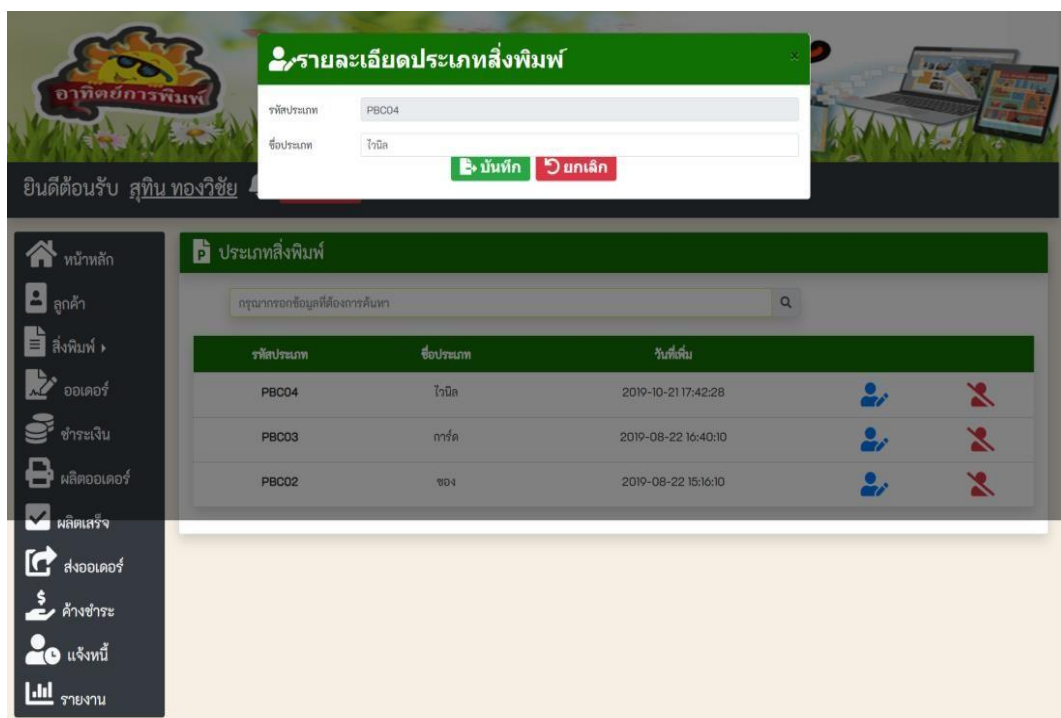 อาทิตย์การพิมพ์
รายละเอียดประเภทสิ่งพิมพ์ ×
รหัสประเภท PBC04
ชื่อประเภท ไวนิล
บันทึก ยกเลิก
ยินดีต้อนรับ สุทิน ทองวิชัย
หน้าหลัก
ลูกค้า
สิ่งพิมพ์
ออเดอร์
ชำระเงิน
ผลิตออเดอร์
ผลิตเสร็จ
ส่งออเดอร์
ค้างชำระ
แจ้งหนี้
รายงาน
ประเภทสิ่งพิมพ์
กรุณากรอกข้อมูลที่ต้องการค้นหา
รหัสประเภท ชื่อประเภท วันที่เพิ่ม
PBC04 ไวนิล 2019-10-21 17:42:28
PBC03 การ์ด 2019-08-22 16:40:10
PBC02 ซอง 2019-08-22 15:16:10